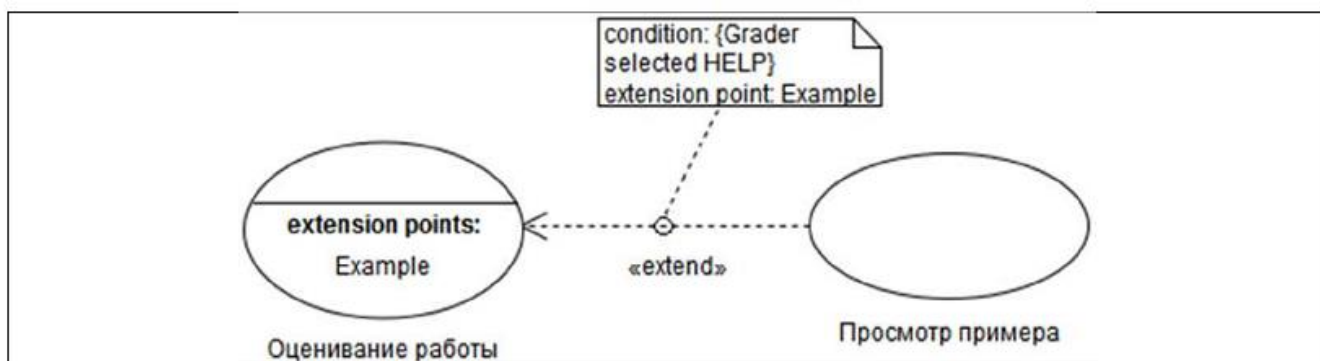 condition: {Grader
selected HELP}
extension point: Example
extension points:
Example
«extend»
Оценивание работы
Просмотр примера